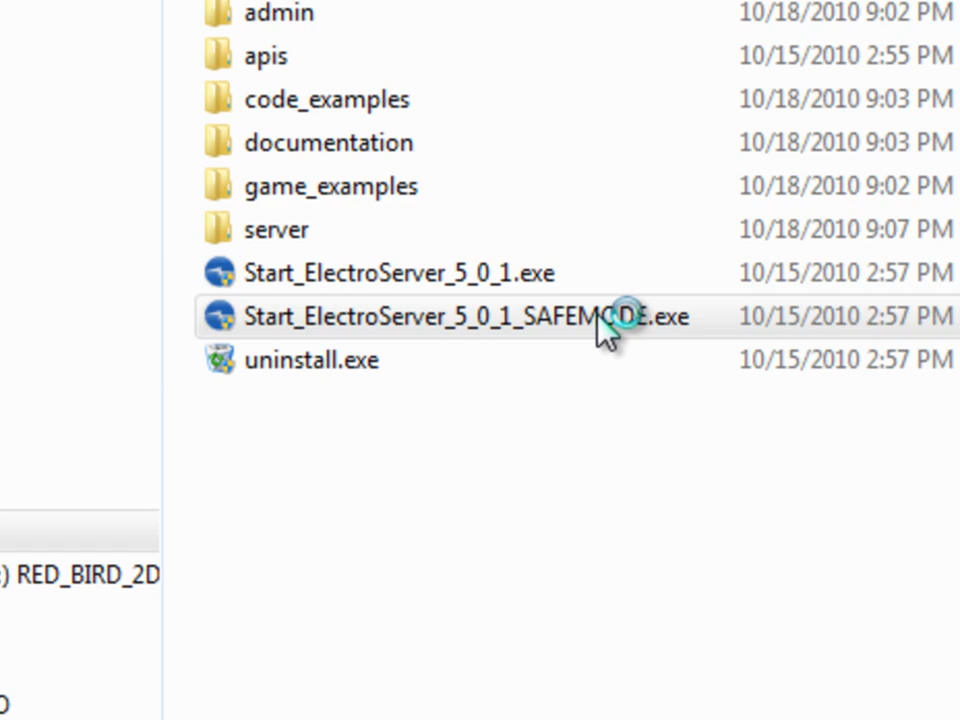 admin 10/18/2010 9:02 PM
apis 10/15/2010 2:55 PM
code_examples 10/18/2010 9:03 PM
documentation 10/18/2010 9:03 PM
game_examples 10/18/2010 9:02 PM
server 10/18/2010 9:07 PM
Start_ElectroServer_5_0_1.exe 10/15/2010 2:57 PM
Start_ElectroServer_5_0_1_SAFEMODE.exe 10/15/2010 2:57 PM
uninstall.exe 10/15/2010 2:57 PM
:) RED_BIRD_2D